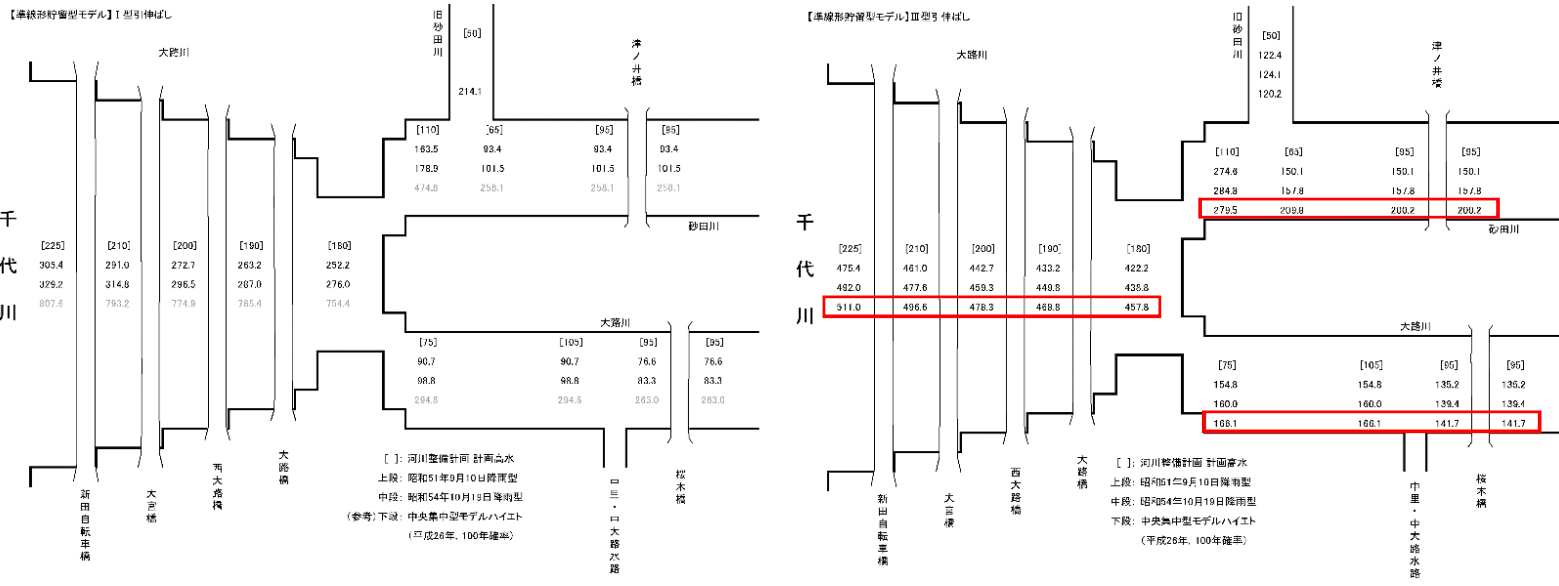 【準線形貯留型モデル】Ⅰ型引伸ばし
大路川
旧砂田川
[50]
214.1
津ノ井橋
[110] [65] [95] [95]
163.5 93.4 93.4 93.4
178.9 101.5 101.5 101.5
474.8 258.1 258.1 258.1
砂田川
千代川
[225] [210] [200] [190] [180]
305.4 291.0 272.7 263.2 252.2
329.2 314.8 296.5 287.0 276.0
807.6 793.2 774.9 765.4 754.4
大路川
[75] [105] [95] [95]
90.7 90.7 76.6 76.6
98.8 98.8 83.3 83.3
294.8 294.8 263.0 263.0
新田自転車橋
大宮橋
西大路橋
大路橋
中大路水路
桜木橋
[ ]: 河川整備計画 計画高水
上段: 昭和51年9月10日降雨型
中段: 昭和54年10月19日降雨型
(参考)下段: 中央集中型モデルハイエト
(平成26年、100年確率)
【準線形貯留型モデル】Ⅲ型引伸ばし
大路川
旧砂田川
[50]
122.4
124.1
120.2
津ノ井橋
[110] [65] [95] [95]
274.6 150.1 150.1 150.1
284.8 157.8 157.8 157.8
279.5 209.8 200.2 200.2
砂田川
千代川
[225] [210] [200] [190] [180]
475.4 461.0 442.7 433.2 422.2
492.0 477.6 459.3 449.8 438.8
511.0 496.6 478.3 468.8 457.8
大路川
[75] [105] [95] [95]
154.8 154.8 135.2 135.2
160.0 160.0 139.4 139.4
166.1 166.1 141.7 141.7
新田自転車橋
大宮橋
西大路橋
大路橋
中里・中大路水路
桜木橋
[ ]: 河川整備計画 計画高水
上段: 昭和51年9月10日降雨型
中段: 昭和54年10月19日降雨型
下段: 中央集中型モデルハイエト
(平成26年、100年確率)